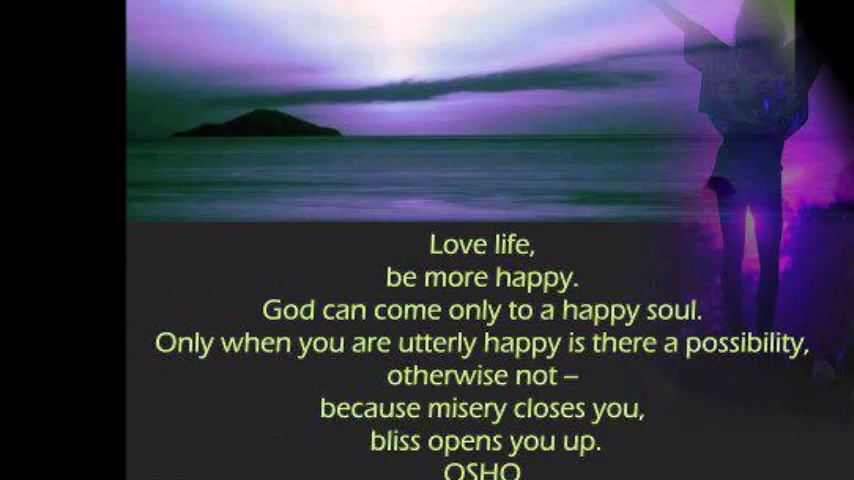 Love life,
be more happy.
God can come only to a happy soul.
Only when you are utterly happy is there a possibility,
otherwise not –
because misery closes you,
bliss opens you up.
OSHO